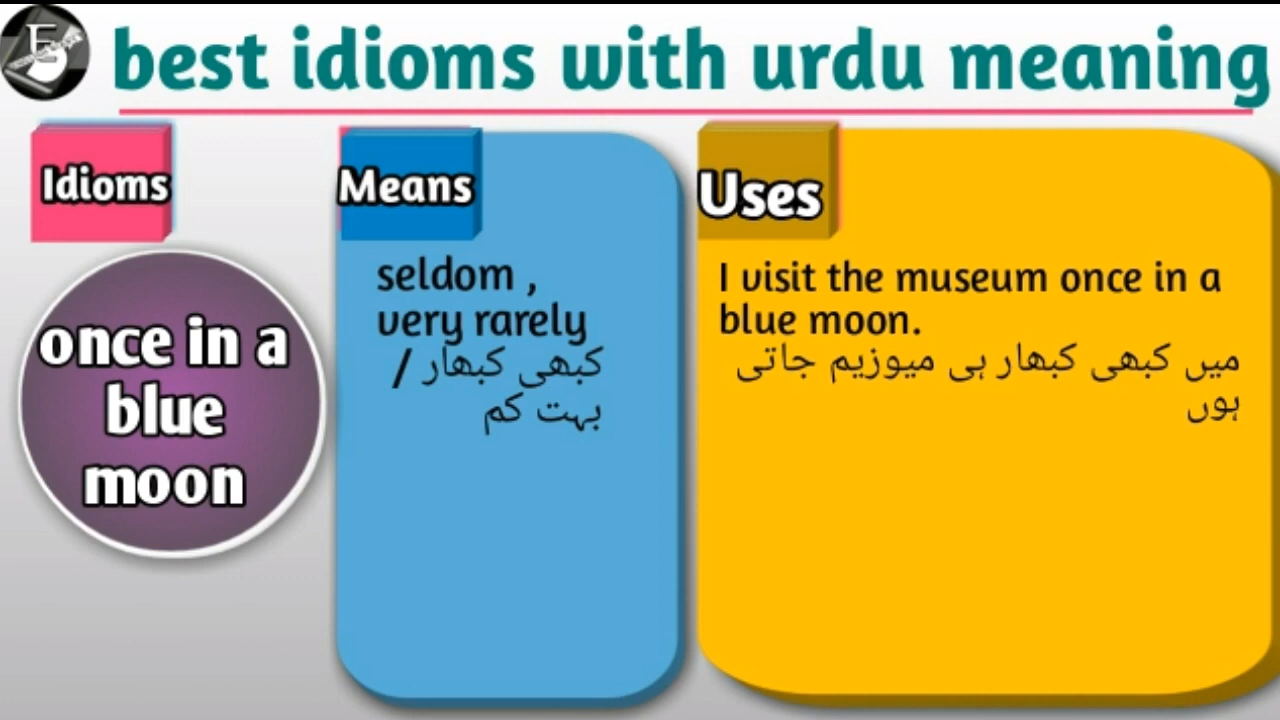 best idioms with urdu meaning
Idioms
once in a
blue
moon
Means
seldom ,
very rarely
کبھی کبھار /
بہت کم
Uses
I visit the museum once in a
blue moon.
میں کبھی کبھار ہی میوزیم جاتی
ہوں